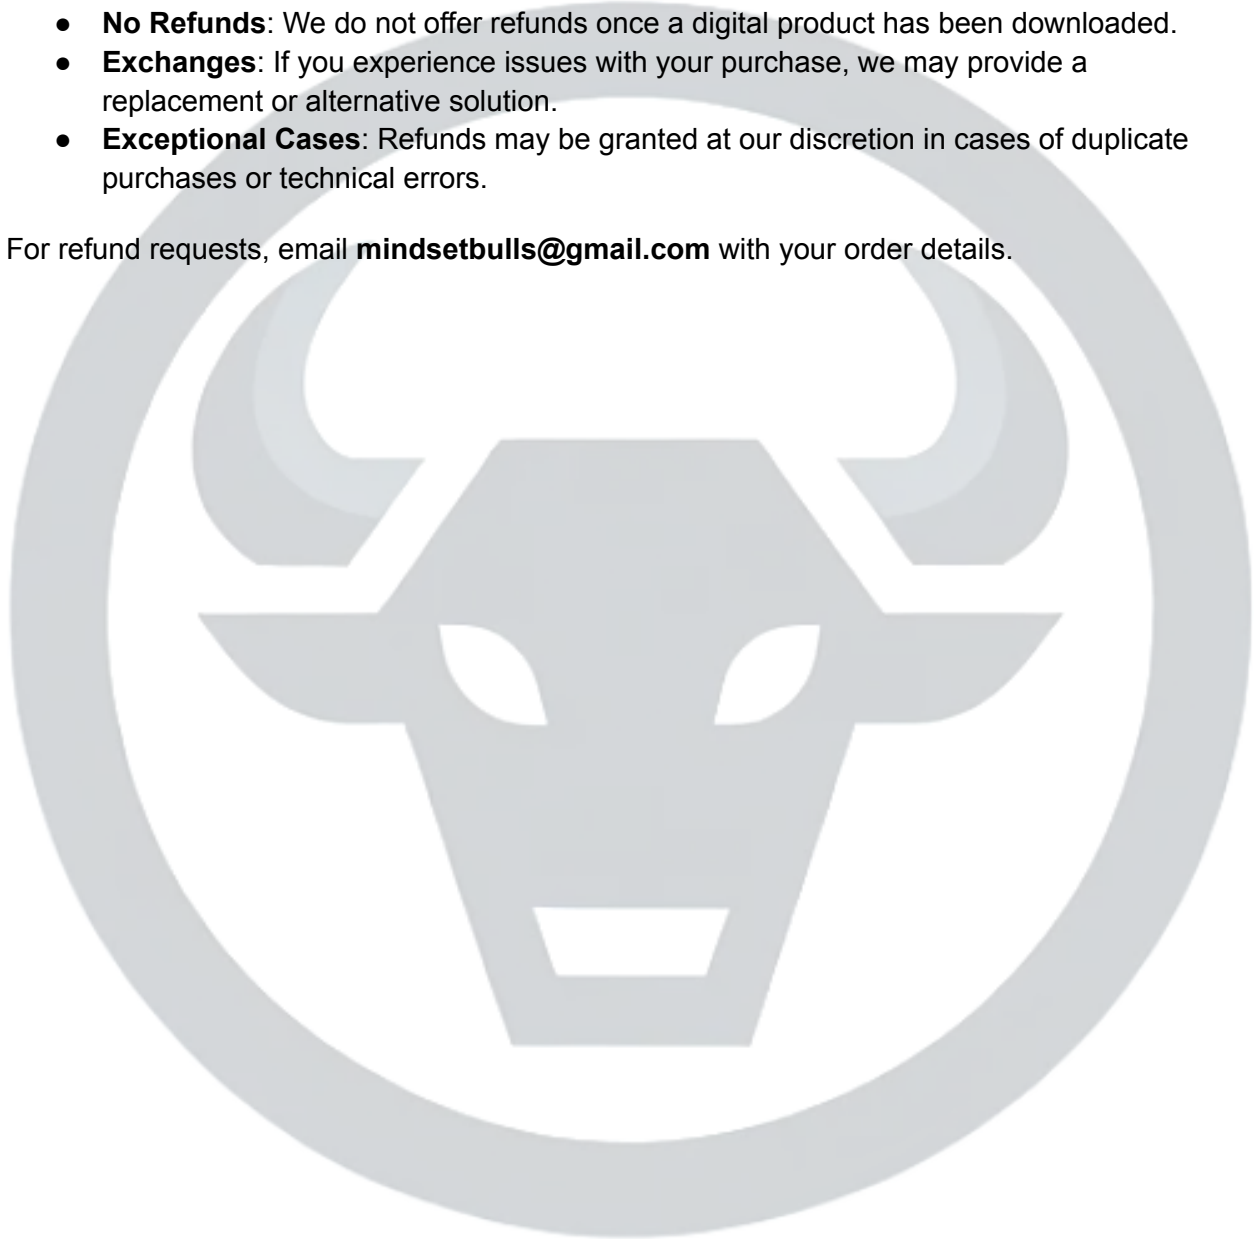 ● No Refunds: We do not offer refunds once a digital product has been downloaded.
● Exchanges: If you experience issues with your purchase, we may provide a
replacement or alternative solution.
● Exceptional Cases: Refunds may be granted at our discretion in cases of duplicate
purchases or technical errors.
For refund requests, email mindsetbulls@gmail.com with your order details.